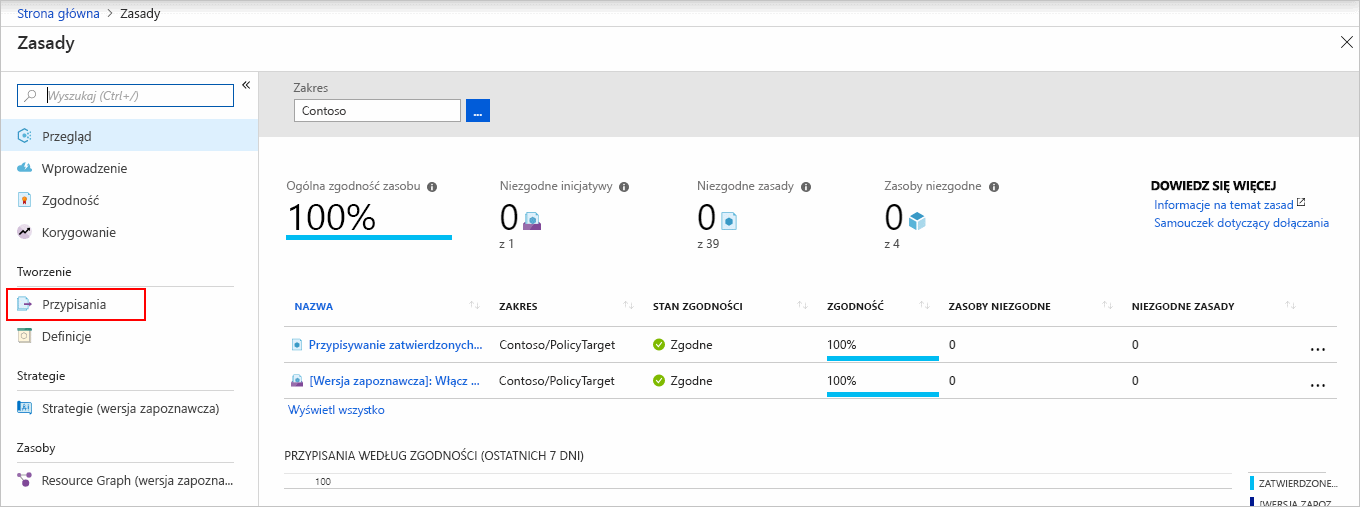 Strona główna > Zasady
Zasady
Wyszukaj (Ctrl+/)
Przegląd
Wprowadzenie
Zgodność
Korygowanie
Tworzenie
Przypisania
Definicje
Strategie
Strategie (wersja zapoznawcza)
Zasoby
Resource Graph (wersja zapozna...
Zakres
Contoso
...
Ogólna zgodność zasobu
100%
Niezgodne inicjatywy
0
z 1
Niezgodne zasady
0
z 39
Zasoby niezgodne
0
z 4
DOWIEDZ SIĘ WIĘCEJ
Informacje na temat zasad
Samouczek dotyczący dołączania
NAZWA ZAKRES STAN ZGODNOŚCI ZGODNOŚĆ ZASOBY NIEZGODNE NIEZGODNE ZASADY
Przypisywanie zatwierdzonych... Contoso/PolicyTarget Zgodne 100% 0 0 ...
[Wersja zapoznawcza]: Włącz ... Contoso/PolicyTarget Zgodne 100% 0 0 ...
Wyświetl wszystko
PRZYPISANIA WEDŁUG ZGODNOŚCI (OSTATNICH 7 DNI)
100
ZATWIERDZONE...
[WERSJA ZAPOZ...